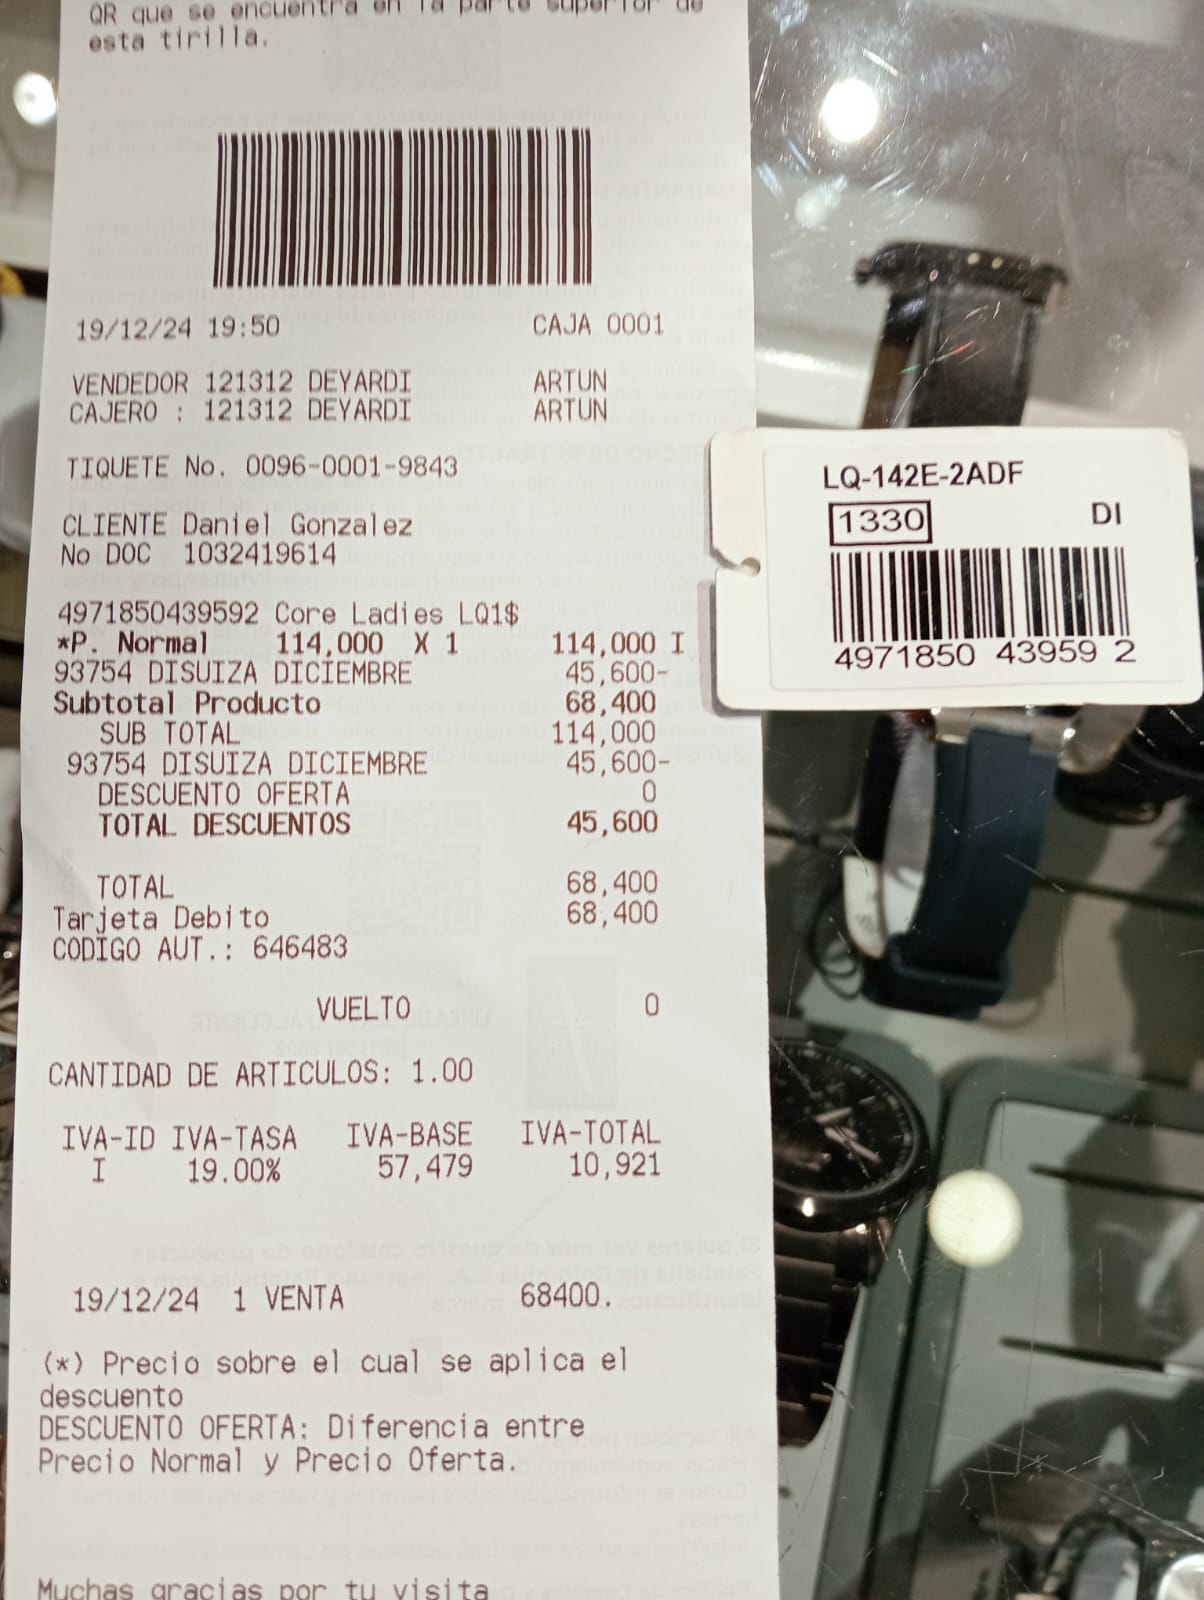 QR que se encuentra en la parte superior de
esta tirilla.
19/12/24 19:50 CAJA 0001
VENDEDOR 121312 DEYARDI ARTUN
CAJERO : 121312 DEYARDI ARTUN
TIQUETE No. 0096-0001-9843
CLIENTE Daniel Gonzalez
No DOC 1032419614
4971850439592 Core Ladies LQ1$
*P. Normal 114,000 X 1 114,000 I
93754 DISUIZA DICIEMBRE 45,600-
Subtotal Producto 68,400
SUB TOTAL 114,000
93754 DISUIZA DICIEMBRE 45,600-
DESCUENTO OFERTA 0
TOTAL DESCUENTOS 45,600
TOTAL 68,400
Tarjeta Debito 68,400
CODIGO AUT.: 646483
VUELTO 0
CANTIDAD DE ARTICULOS: 1.00
IVA-ID IVA-TASA IVA-BASE IVA-TOTAL
I 19.00% 57,479 10,921
19/12/24 1 VENTA 68400.
(*) Precio sobre el cual se aplica el
descuento
DESCUENTO OFERTA: Diferencia entre
Precio Normal y Precio Oferta.
Muchas gracias por tu visita
LQ-142E-2ADF
1330 DI
4971850 43959 2